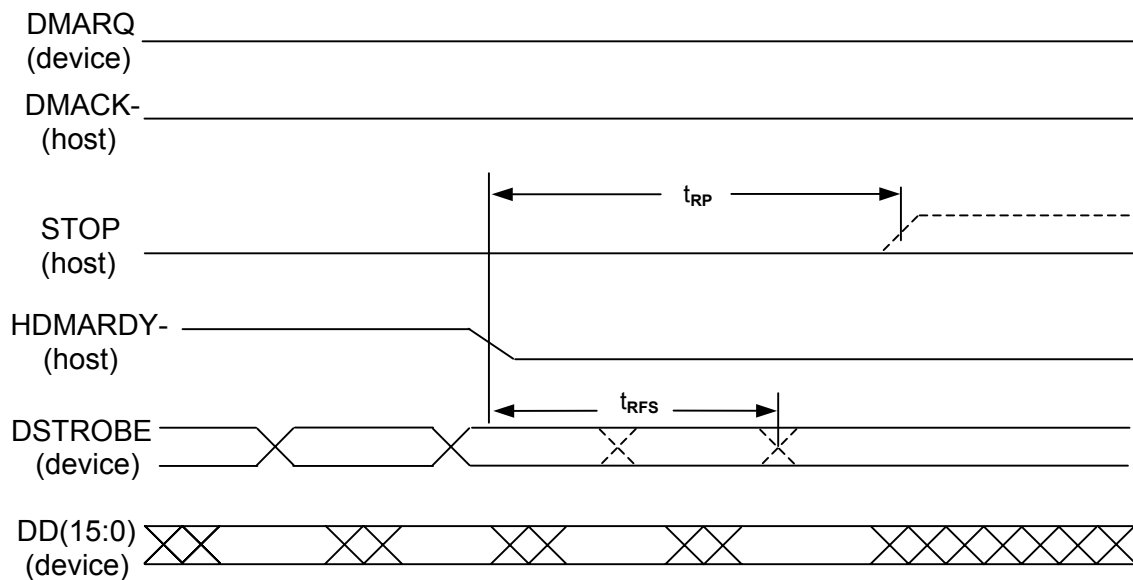 DMARQ
(device)
DMACK-
(host)
tRP
STOP
(host)
HDMARDY-
(host)
tRFS
DSTROBE
(device)
DD(15:0)
(device)